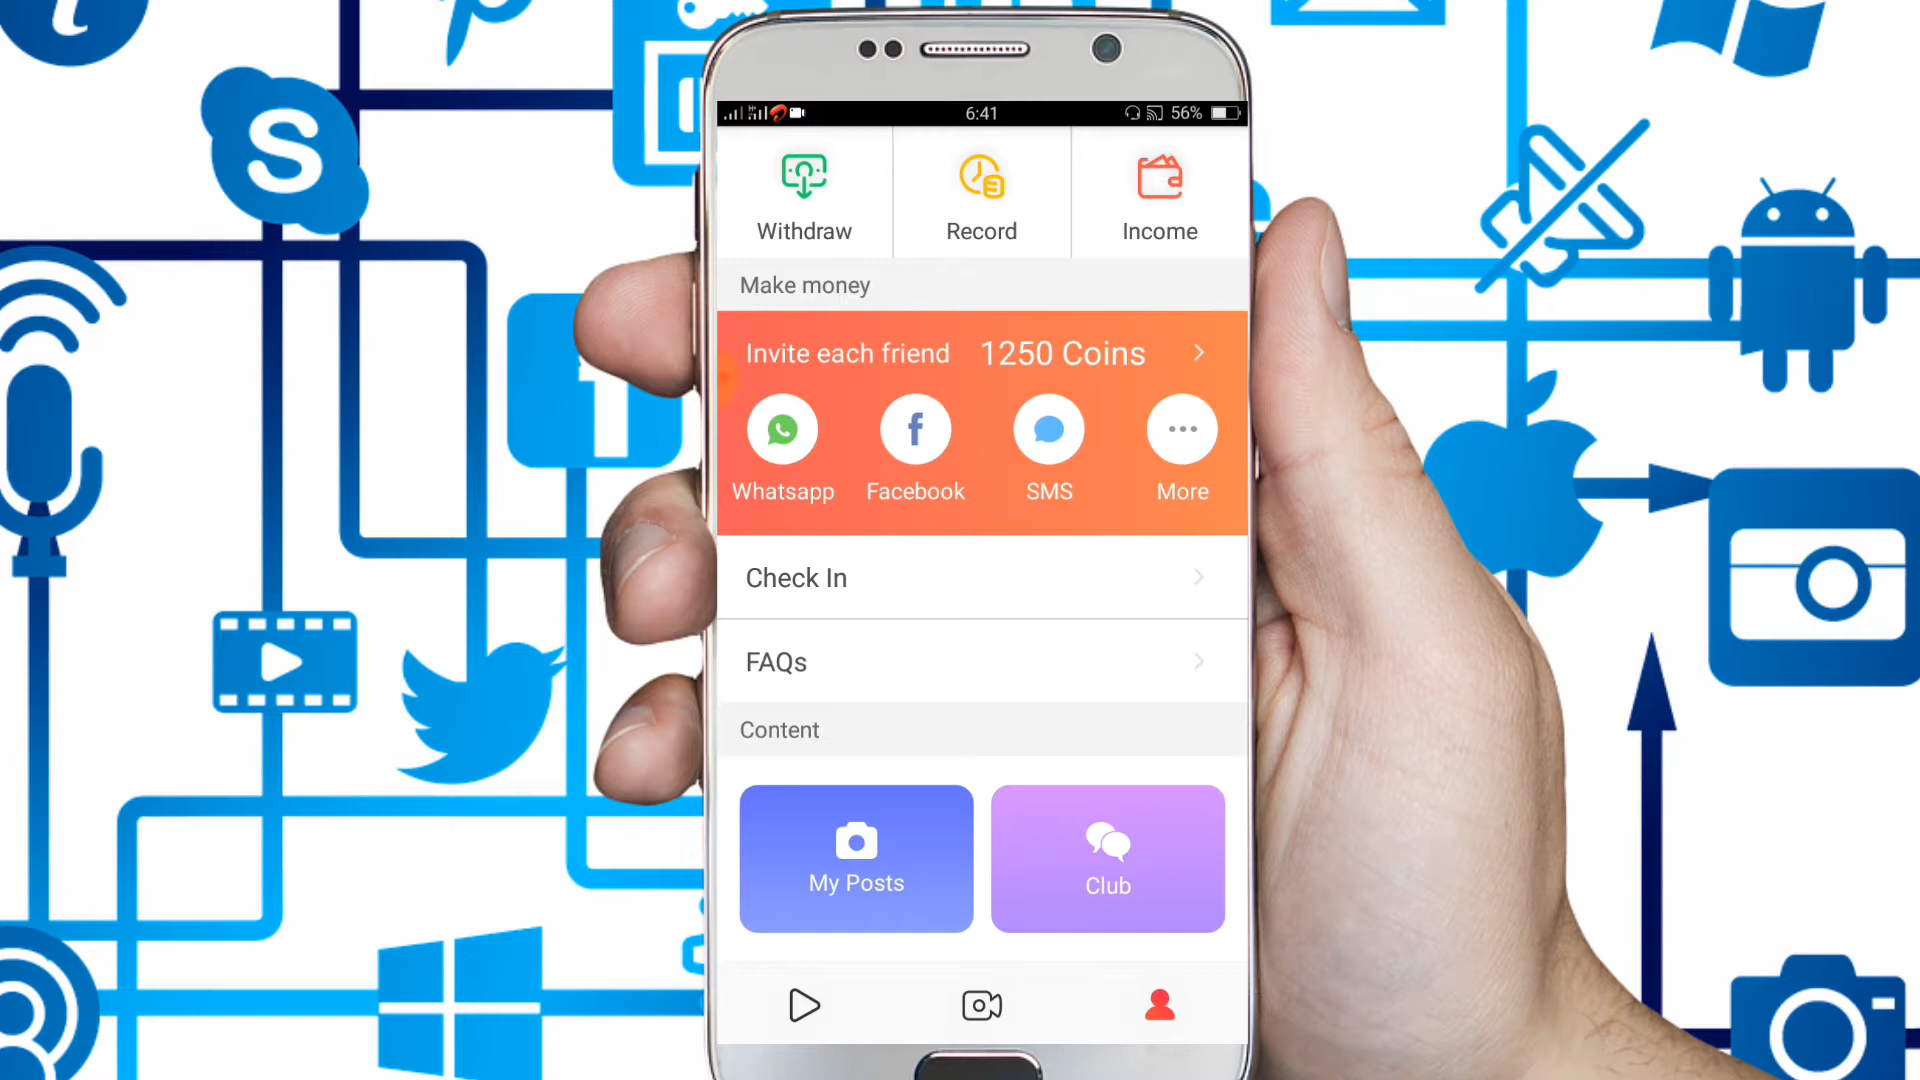 6:41
56%
Withdraw
Record
Income
Make money
Invite each friend 1250 Coins
Whatsapp
Facebook
SMS
More
Check In
FAQs
Content
My Posts
Club